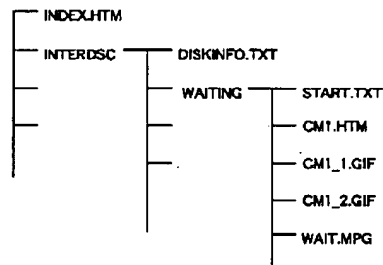 INDEX.HTM
INTERDSC
DISKINFO.TXT
WAITING
START.TXT
CM1.HTM
CM1_1.GIF
CM1_2.GIF
WAIT.MPG